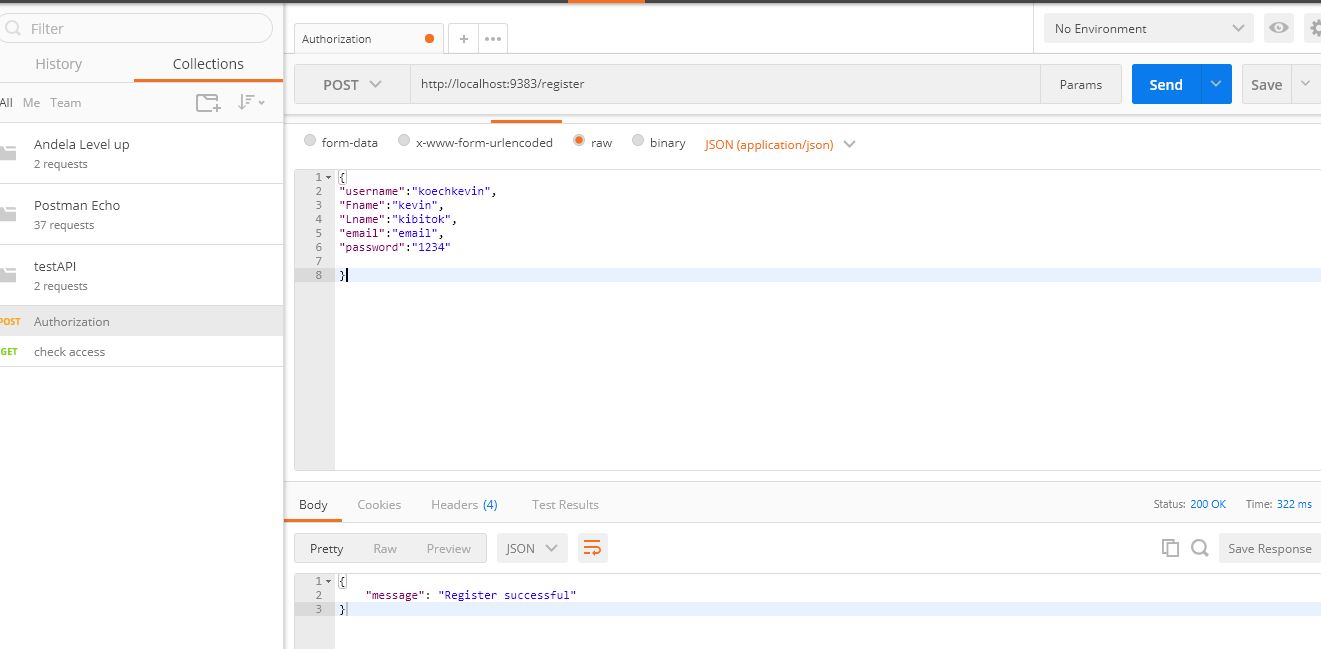 Filter
History Collections
All Me Team
Andela Level up
2 requests
Postman Echo
37 requests
testAPI
2 requests
POST Authorization
GET check access
Authorization + •••
No Environment
POST http://localhost:9383/register Params Send Save
form-data x-www-form-urlencoded raw binary JSON (application/json)
1 {
2 "username":"koechkevin",
3 "Fname":"kevin",
4 "Lname":"kibitok",
5 "email":"email",
6 "password":"1234"
7
8 }
Body Cookies Headers (4) Test Results Status: 200 OK Time: 322 ms
Pretty Raw Preview JSON Save Response
1 {
2 "message": "Register successful"
3 }